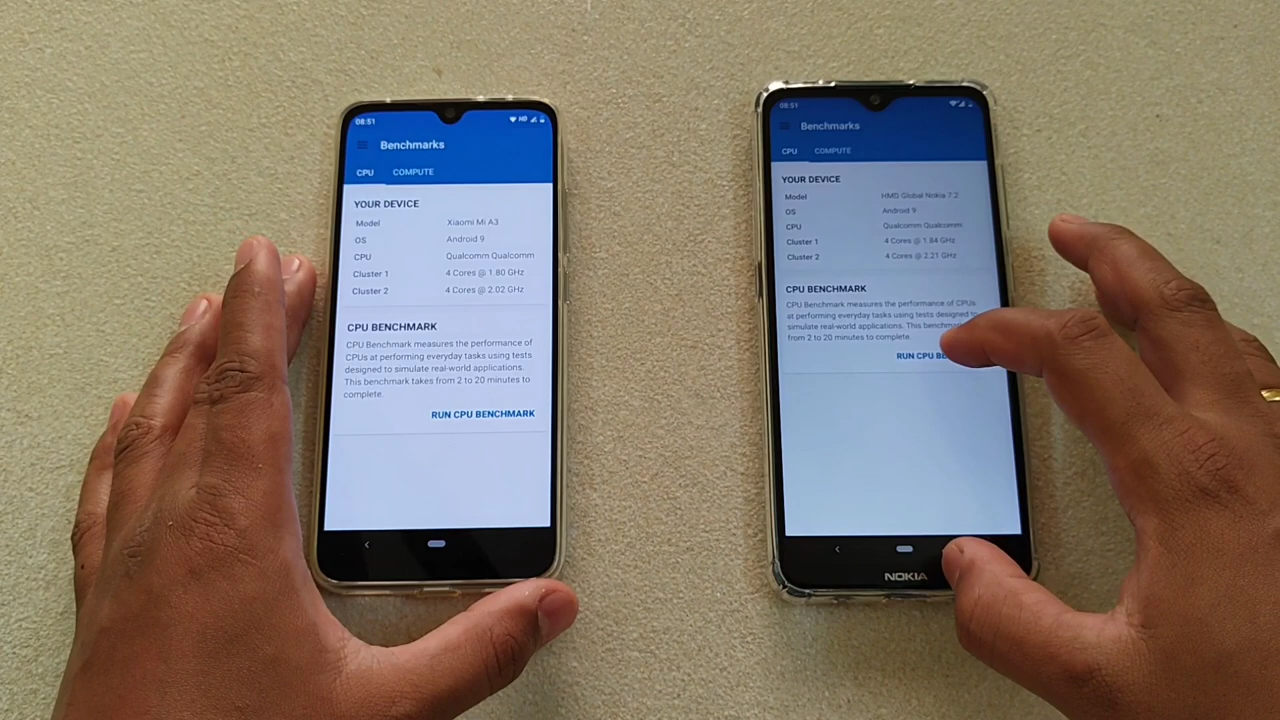 08:51
HD
Benchmarks
CPU COMPUTE
YOUR DEVICE
Model Xiaomi Mi A3
OS Android 9
CPU Qualcomm Qualcomm
Cluster 1 4 Cores @ 1.80 GHz
Cluster 2 4 Cores @ 2.02 GHz
CPU BENCHMARK
CPU Benchmark measures the performance of
CPUs at performing everyday tasks using tests
designed to simulate real-world applications.
This benchmark takes from 2 to 20 minutes to
complete.
RUN CPU BENCHMARK
08:51
Benchmarks
CPU COMPUTE
YOUR DEVICE
Model HMD Global Nokia 7.2
OS Android 9
CPU Qualcomm Qualcomm
Cluster 1 4 Cores @ 1.84 GHz
Cluster 2 4 Cores @ 2.21 GHz
CPU BENCHMARK
CPU Benchmark measures the performance of CPUs
at performing everyday tasks using tests designed to
simulate real-world applications. This
from 2 to 20 minutes to complete.
RUN CPU
NOKIA